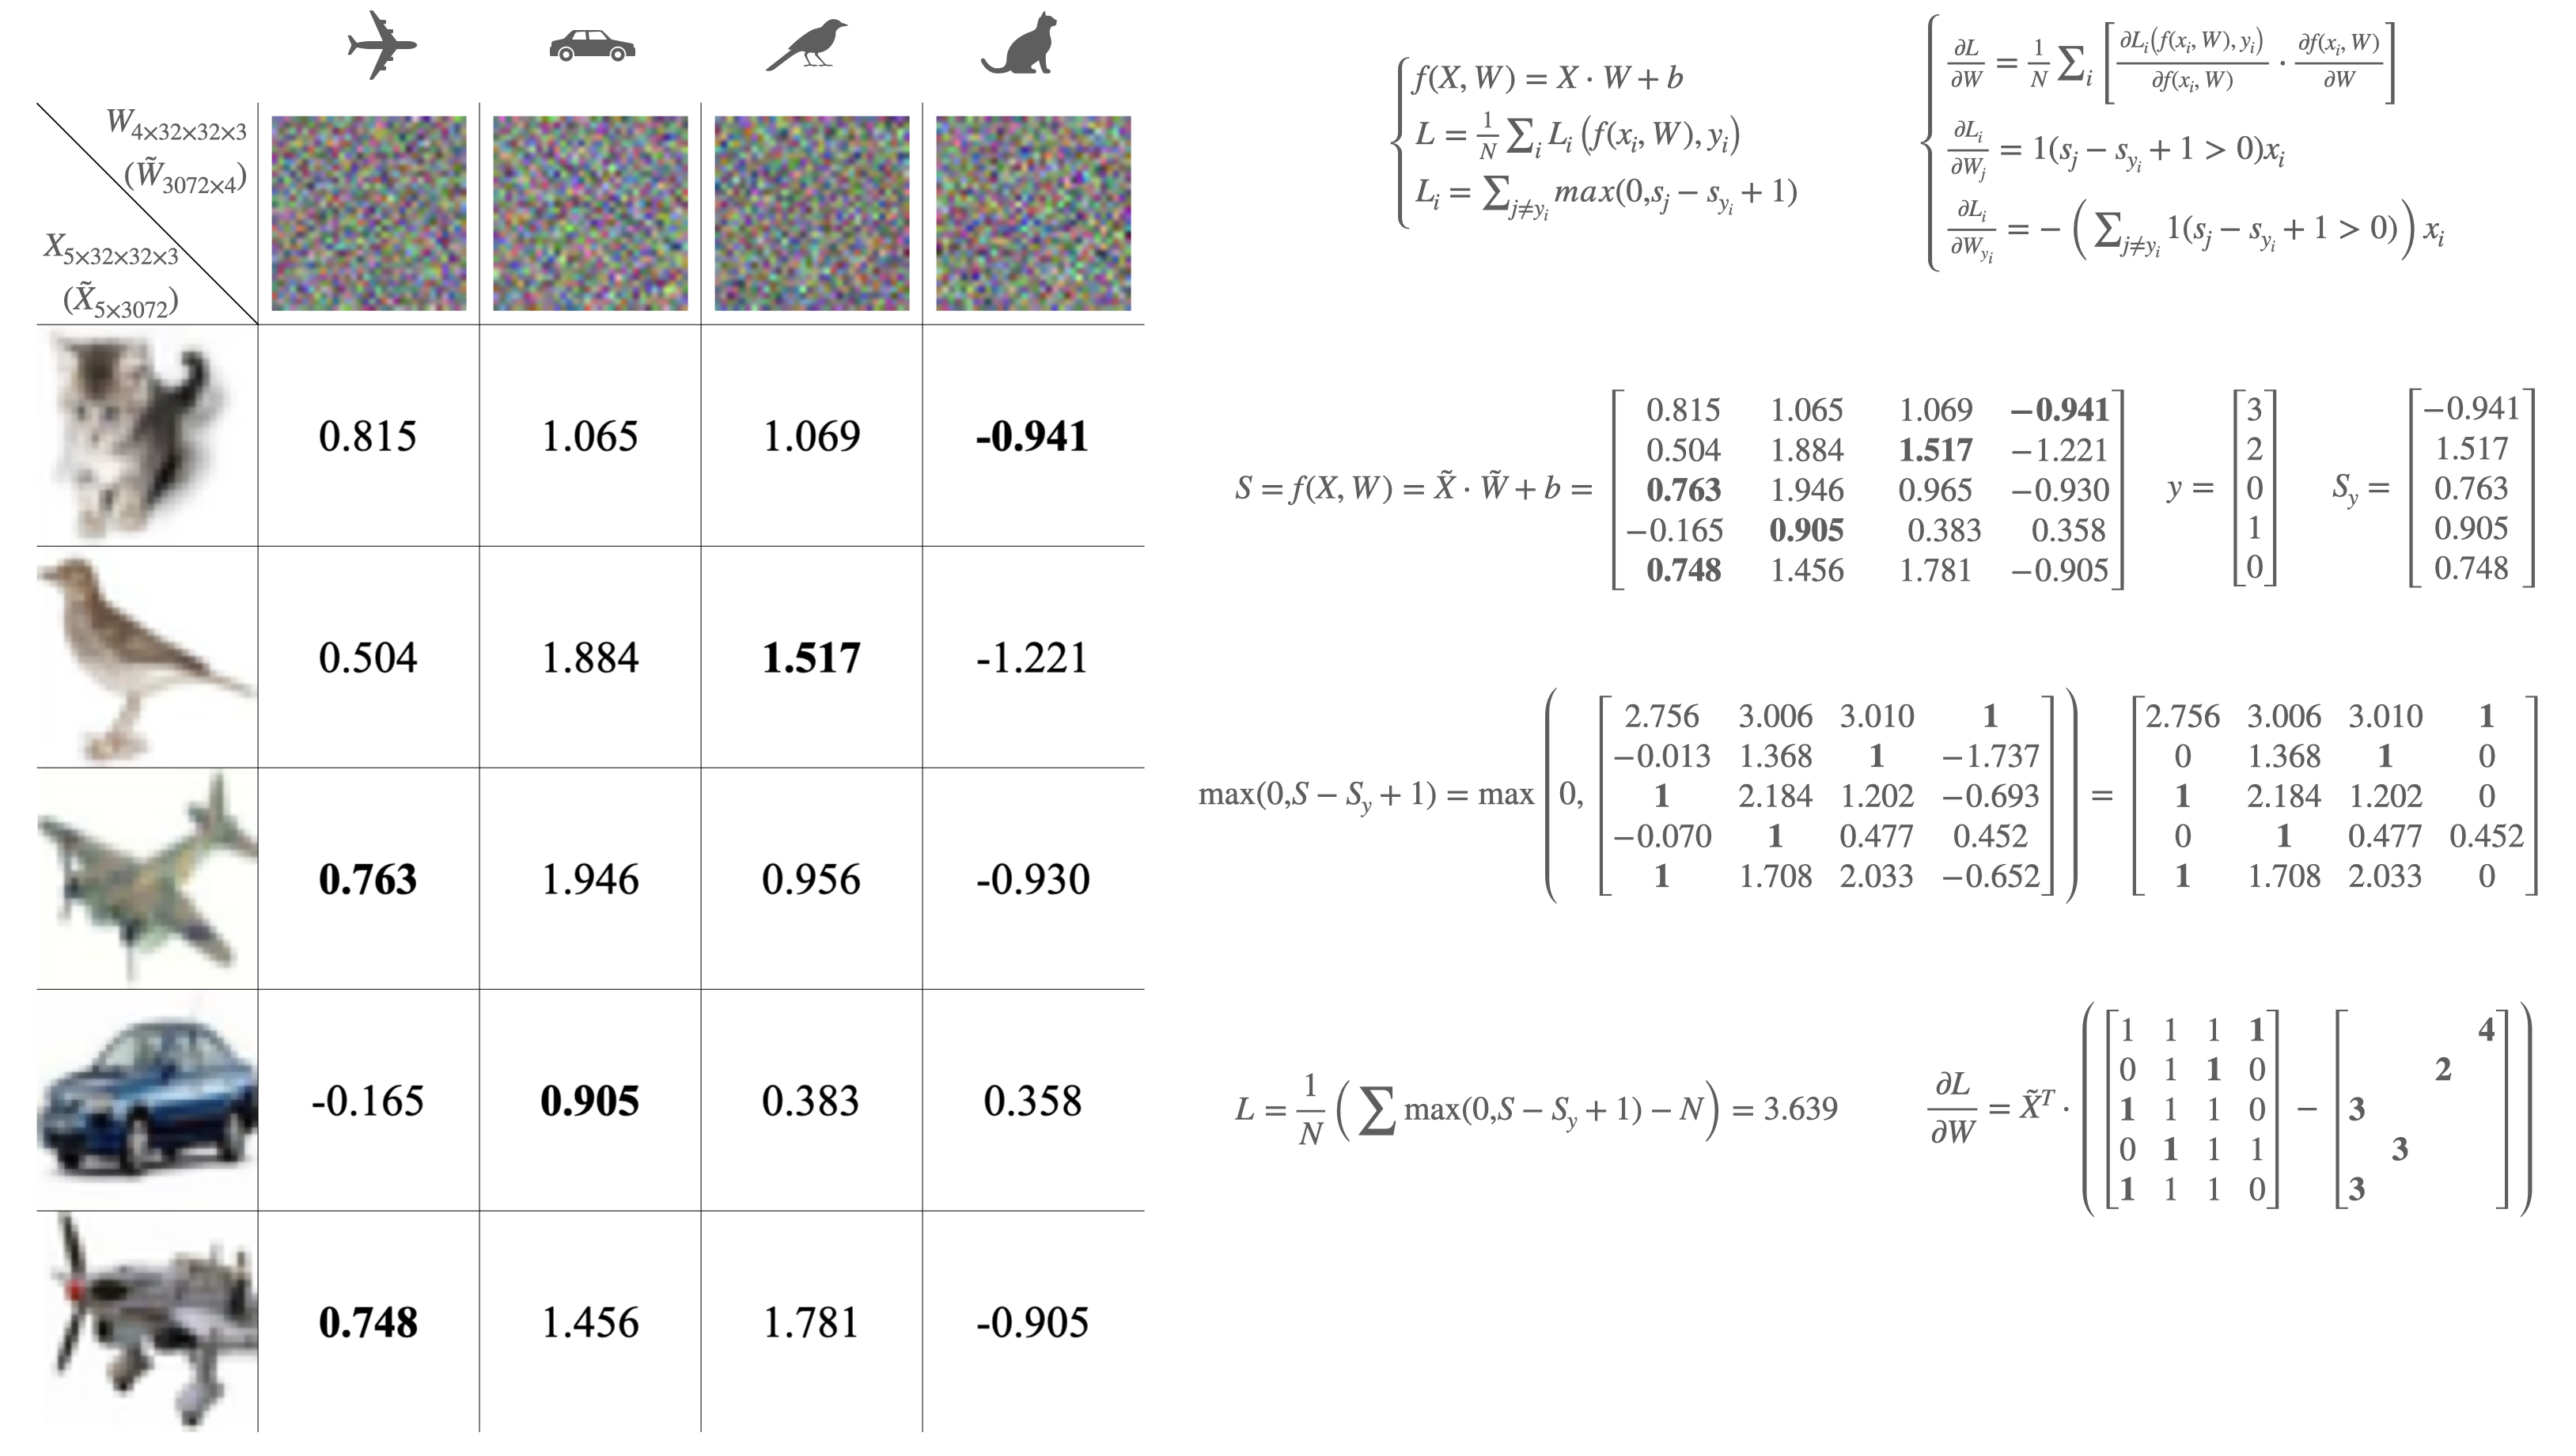 W4×32×32×3
(W̃3072×4)
X5×32×32×3
(X̃5×3072)
0.815 1.065 1.069 -0.941
0.504 1.884 1.517 -1.221
0.763 1.946 0.956 -0.930
-0.165 0.905 0.383 0.358
0.748 1.456 1.781 -0.905
f(X, W) = X · W + b
L = 1/N ∑i Li (f(xi, W), yi)
Li = ∑j≠yi max(0,sj − syi + 1)
∂L/∂W = 1/N ∑i [∂Li(f(xi, W), yi)/∂f(xi, W) · ∂f(xi, W)/∂W]
∂Li/∂Wj = 1(sj − syi + 1 > 0)xi
∂Li/∂Wyi = − (∑j≠yi 1(sj − syi + 1 > 0)) xi
S = f(X, W) = X̃ · W̃ + b =
0.815 1.065 1.069 −0.941
0.504 1.884 1.517 −1.221
0.763 1.946 0.965 −0.930
−0.165 0.905 0.383 0.358
0.748 1.456 1.781 −0.905
y =
3
2
0
1
0
Sy =
−0.941
1.517
0.763
0.905
0.748
max(0,S − Sy + 1) = max (0,
2.756 3.006 3.010 1
−0.013 1.368 1 −1.737
1 2.184 1.202 −0.693
−0.070 1 0.477 0.452
1 1.708 2.033 −0.652
) =
2.756 3.006 3.010 1
0 1.368 1 0
1 2.184 1.202 0
0 1 0.477 0.452
1 1.708 2.033 0
L = 1/N (∑ max(0,S − Sy + 1) − N) = 3.639
∂L/∂W = X̃T · (
1 1 1 1
0 1 1 0
1 1 1 0
0 1 1 1
1 1 1 0
−
4
2
3
3
3
)